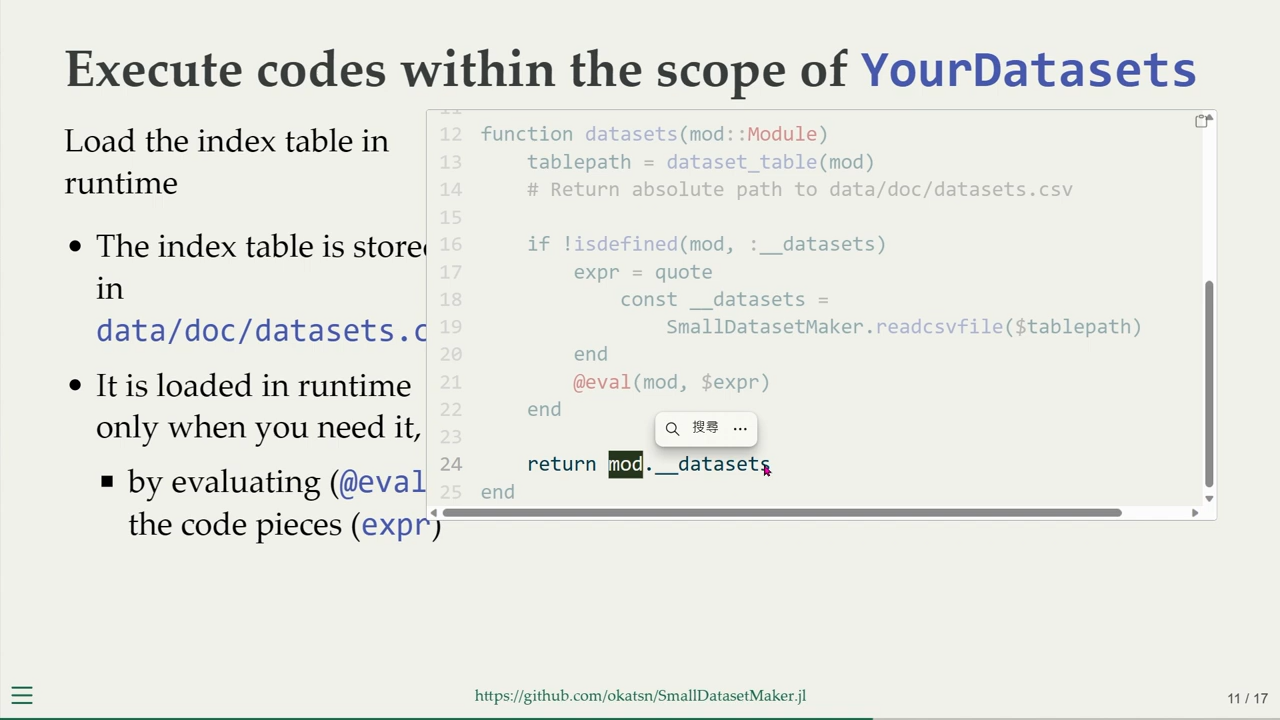 Execute codes within the scope of YourDatasets
Load the index table in
runtime
• The index table is stored
in
data/doc/datasets.c
• It is loaded in runtime
only when you need it,
▪ by evaluating (@eval
the code pieces (expr)
11
12 function datasets(mod::Module)
13     tablepath = dataset_table(mod)
14     # Return absolute path to data/doc/datasets.csv
15
16     if !isdefined(mod, :__datasets)
17         expr = quote
18             const __datasets =
19                 SmallDatasetMaker.readcsvfile($tablepath)
20         end
21         @eval(mod, $expr)
22     end
搜尋 ···
23
24     return mod.__datasets
25 end
https://github.com/okatsn/SmallDatasetMaker.jl
11 / 17